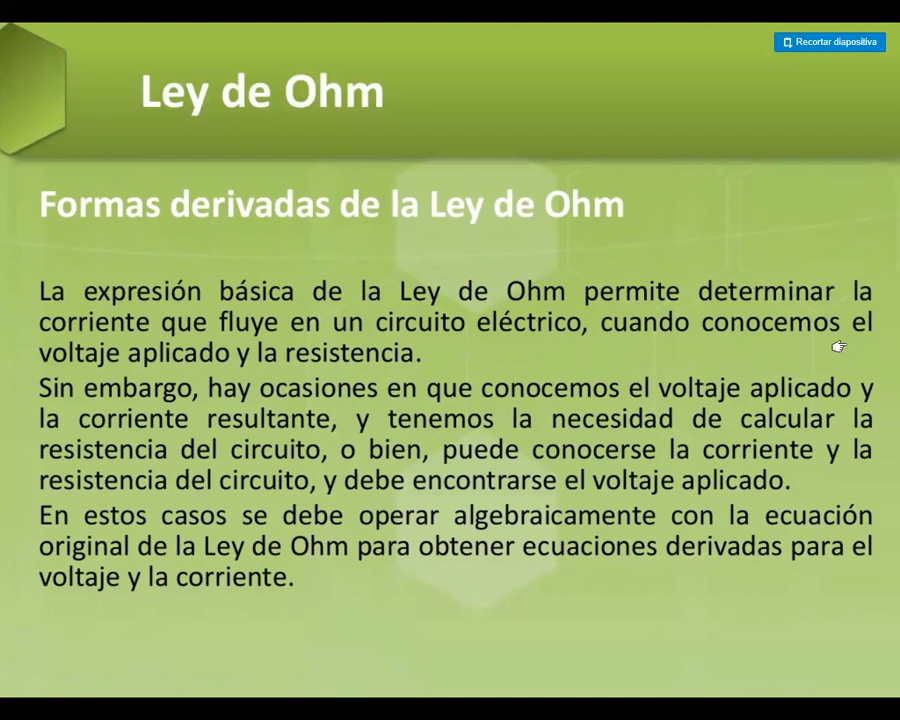 Recortar diapositiva
Ley de Ohm
Formas derivadas de la Ley de Ohm
La expresión básica de la Ley de Ohm permite determinar la
corriente que fluye en un circuito eléctrico, cuando conocemos el
voltaje aplicado y la resistencia.
Sin embargo, hay ocasiones en que conocemos el voltaje aplicado y
la corriente resultante, y tenemos la necesidad de calcular la
resistencia del circuito, o bien, puede conocerse la corriente y la
resistencia del circuito, y debe encontrarse el voltaje aplicado.
En estos casos se debe operar algebraicamente con la ecuación
original de la Ley de Ohm para obtener ecuaciones derivadas para el
voltaje y la corriente.